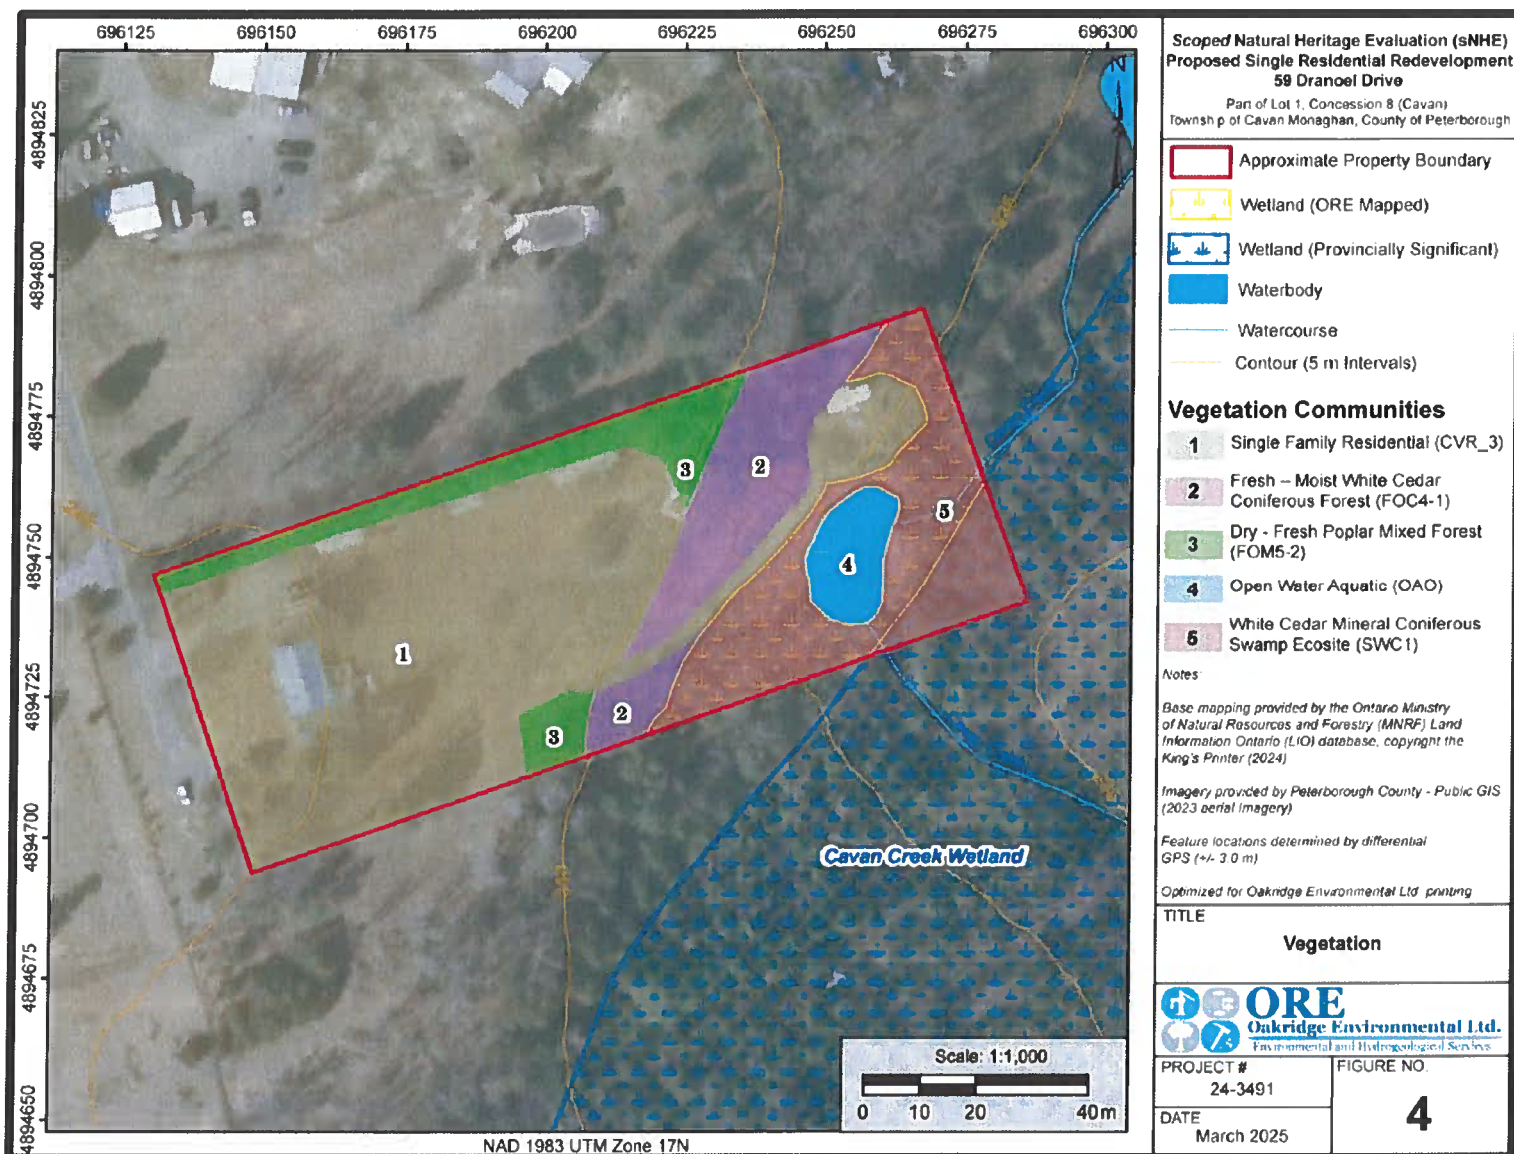 696125 696150 696175 696200 696225 696250 696275 696300
4894825
4894800
4894775
4894750
4894725
4894700
4894675
4894650
3
2
5
4
1
2
3
Cavan Creek Wetland
Scale: 1:1,000
0 10 20 40m
NAD 1983 UTM Zone 17N
N
Scoped Natural Heritage Evaluation (sNHE)
Proposed Single Residential Redevelopment
59 Dranoel Drive
Part of Lot 1, Concession 8 (Cavan)
Township of Cavan Monaghan, County of Peterborough
Approximate Property Boundary
Wetland (ORE Mapped)
Wetland (Provincially Significant)
Waterbody
Watercourse
Contour (5 m Intervals)
Vegetation Communities
1 Single Family Residential (CVR_3)
2 Fresh – Moist White Cedar
Coniferous Forest (FOC4-1)
3 Dry - Fresh Poplar Mixed Forest
(FOM5-2)
4 Open Water Aquatic (OAO)
5 White Cedar Mineral Coniferous
Swamp Ecosite (SWC1)
Notes:
Base mapping provided by the Ontario Ministry
of Natural Resources and Forestry (MNRF) Land
Information Ontario (LIO) database, copyright the
King's Printer (2024)
Imagery provided by Peterborough County - Public GIS
(2023 aerial imagery)
Feature locations determined by differential
GPS (+/- 3.0 m)
Optimized for Oakridge Environmental Ltd. printing
TITLE
Vegetation
ORE
Oakridge Environmental Ltd.
Environmental and Hydrogeological Services
PROJECT #
24-3491
FIGURE NO.
4
DATE
March 2025